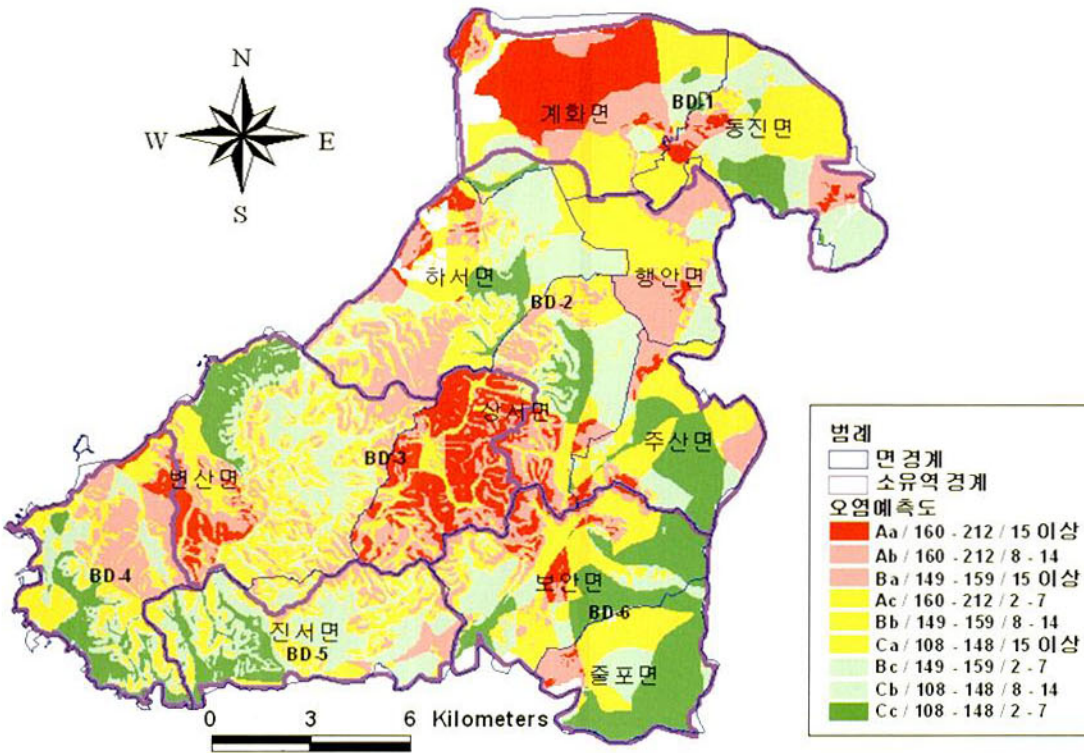 N
W
E
S
계화면
BD-1
동진면
하서면
BD-2
행안면
상서면
주산면
BD-3
변산면
BD-4
보안면
BD-6
진서면
BD-5
줄포면
0 3 6 Kilometers
범례
면 경계
소유역 경계
오염예측도
Aa / 160 - 212 / 15 이상
Ab / 160 - 212 / 8 - 14
Ba / 149 - 159 / 15 이상
Ac / 160 - 212 / 2 - 7
Bb / 149 - 159 / 8 - 14
Ca / 108 - 148 / 15 이상
Bc / 149 - 159 / 2 - 7
Cb / 108 - 148 / 8 - 14
Cc / 108 - 148 / 2 - 7